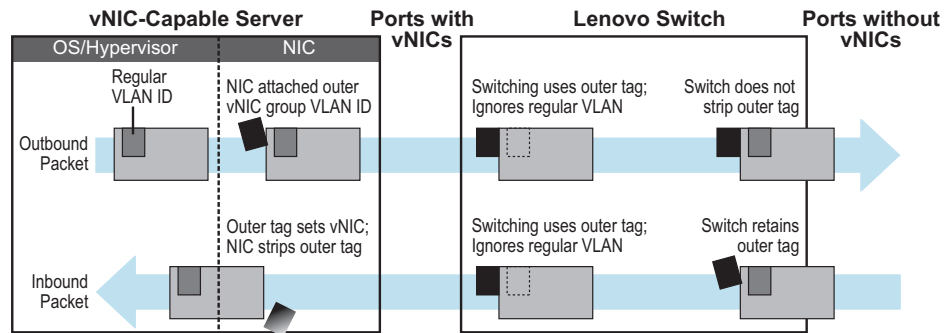 vNIC-Capable Server
Ports with
vNICs
Lenovo Switch
Ports without
vNICs
OS/Hypervisor
NIC
Regular
VLAN ID
NIC attached outer
vNIC group VLAN ID
Switching uses outer tag;
Ignores regular VLAN
Switch does not
strip outer tag
Outbound
Packet
Outer tag sets vNIC;
NIC strips outer tag
Switching uses outer tag;
Ignores regular VLAN
Switch retains
outer tag
Inbound
Packet